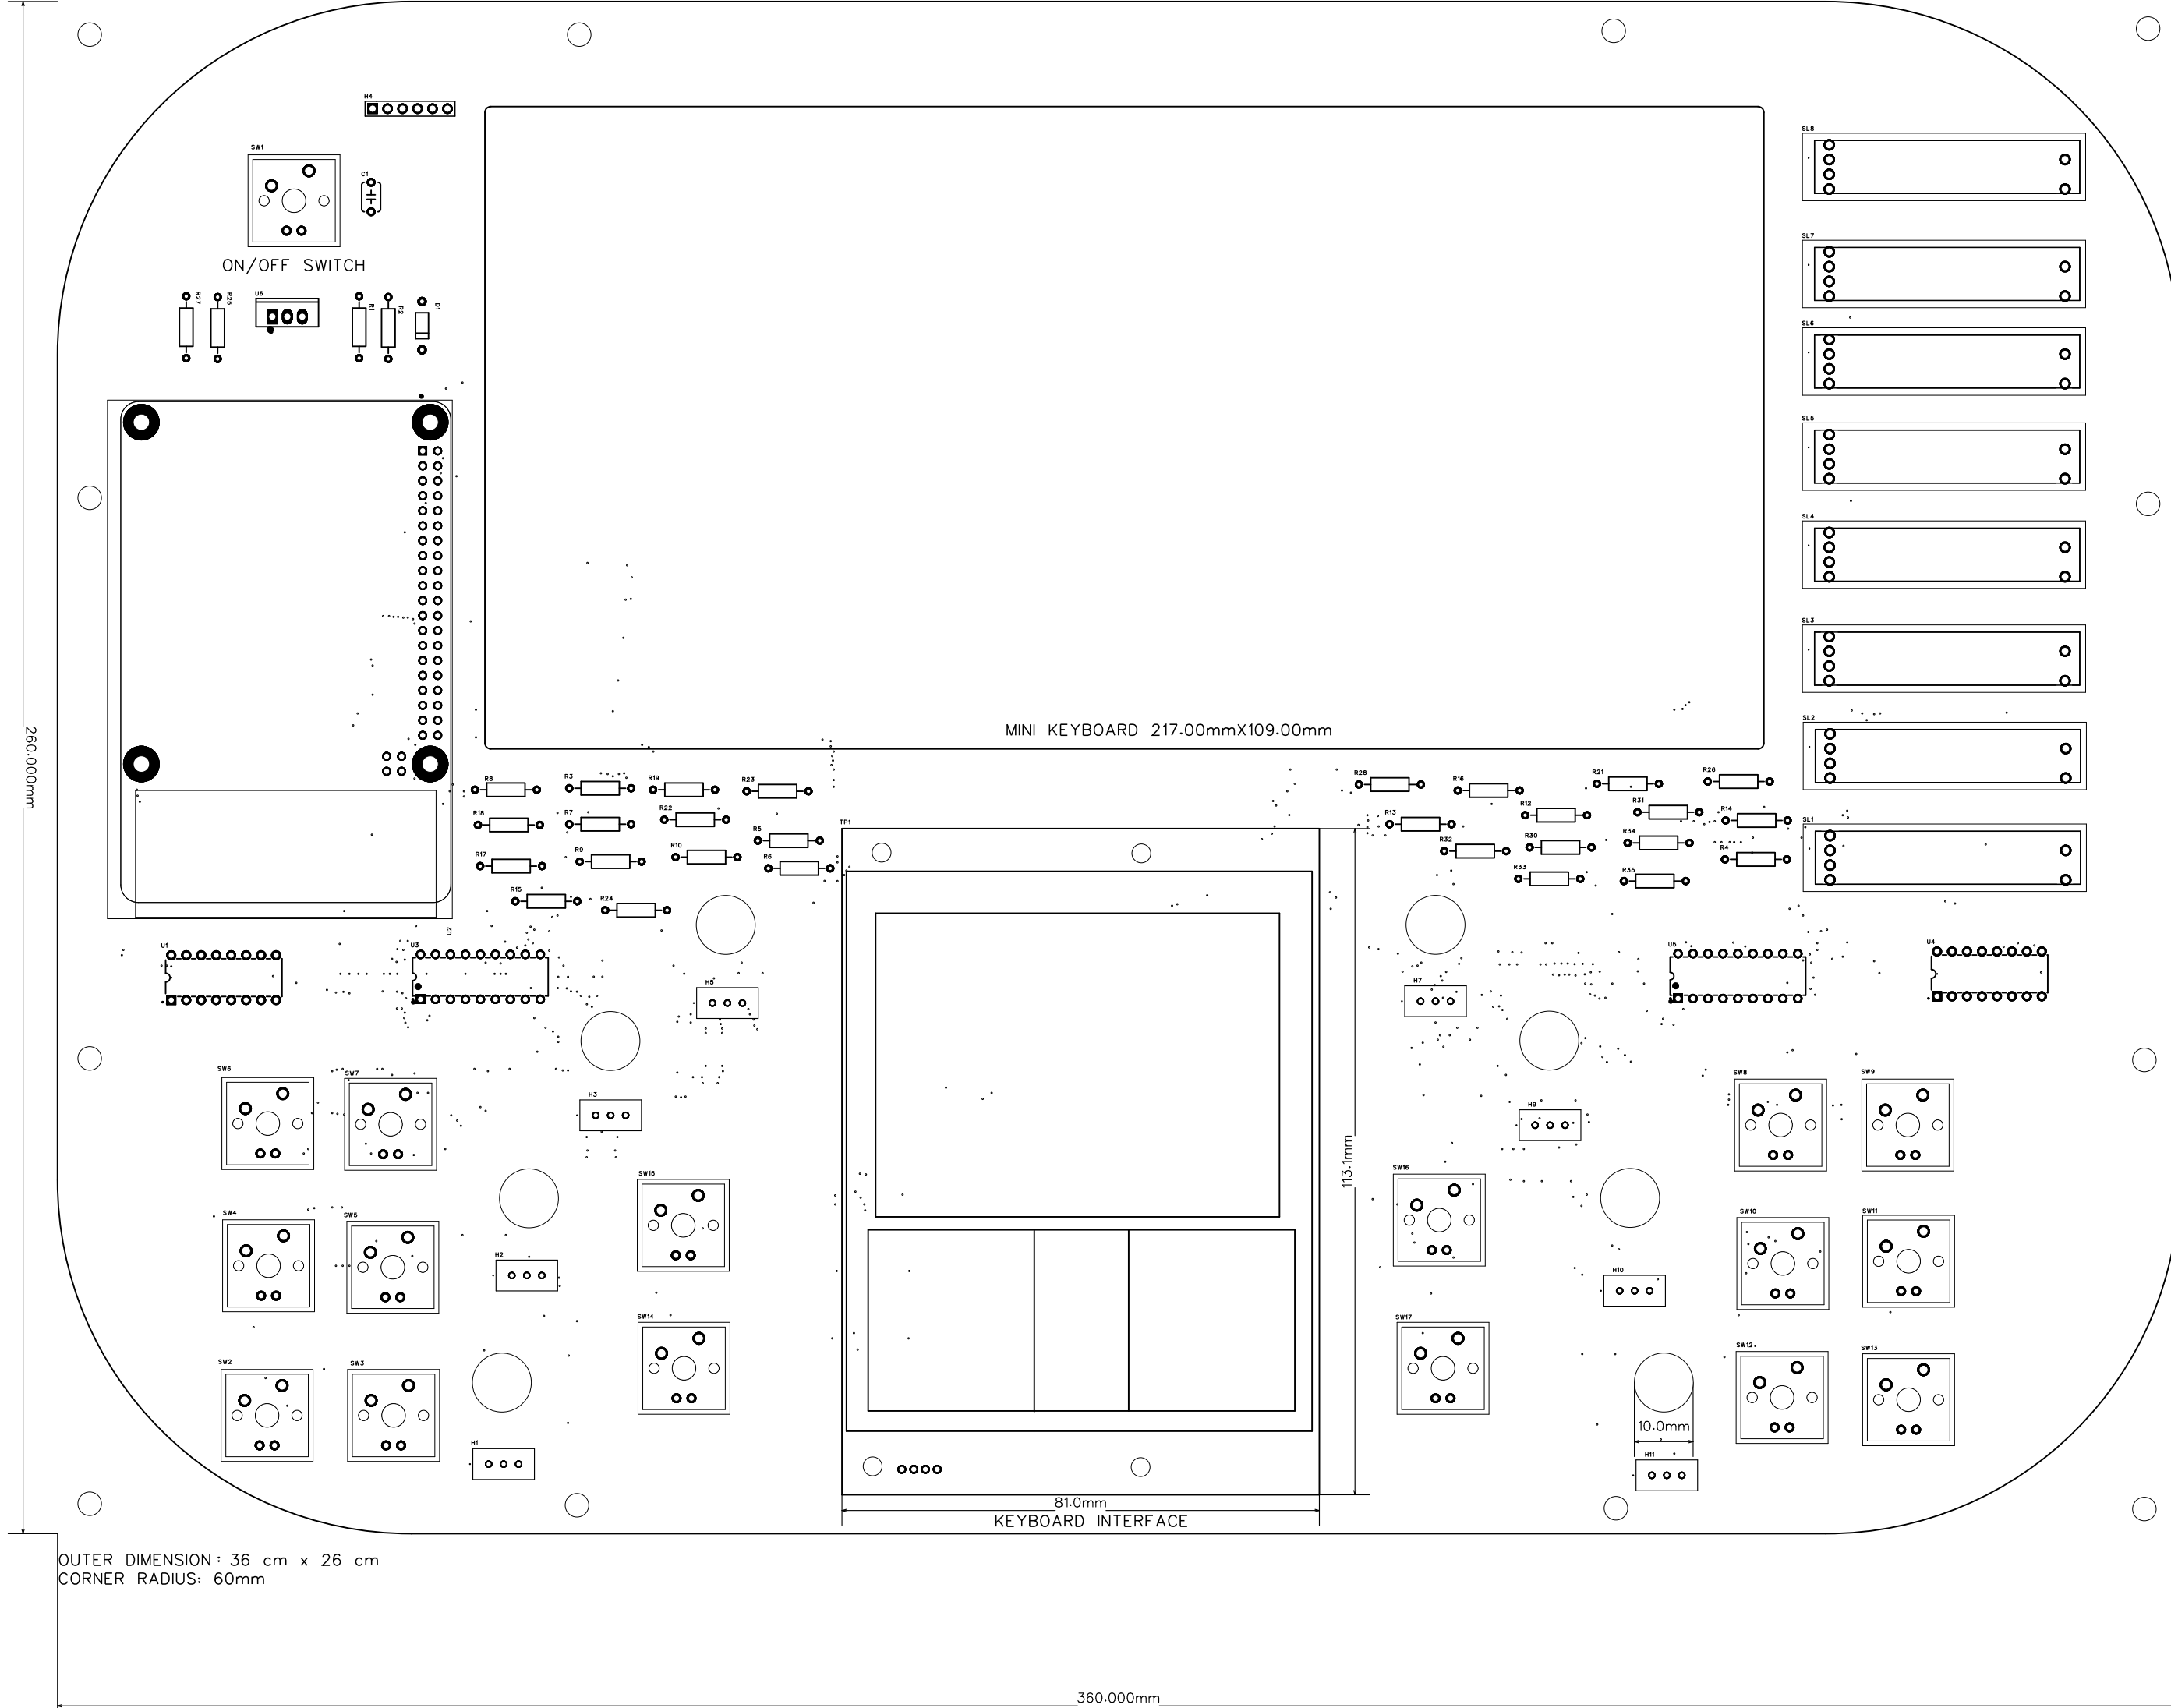 H4
SW1
C1
SL8
ON/OFF SWITCH
SL7
R27
R25
U6
R1
R2
D1
SL6
SL5
SL4
SL3
SL2
MINI KEYBOARD 217.00mmX109.00mm
260.000mm
R8
R3
R19
R23
R28
R16
R21
R26
R18
R7
R22
R5
TP1
R13
R12
R31
R14
SL1
R17
R9
R10
R6
R32
R30
R34
R4
R15
R24
R33
R35
U2
U1
U3
U5
U4
H5
H7
SW6
SW7
H3
H9
SW8
SW9
113.1mm
SW15
SW16
SW4
SW5
H2
H10
SW10
SW11
SW14
SW17
SW2
SW3
SW12
SW13
10.0mm
H1
H11
81.0mm
KEYBOARD INTERFACE
OUTER DIMENSION: 36 cm x 26 cm
CORNER RADIUS: 60mm
360.000mm